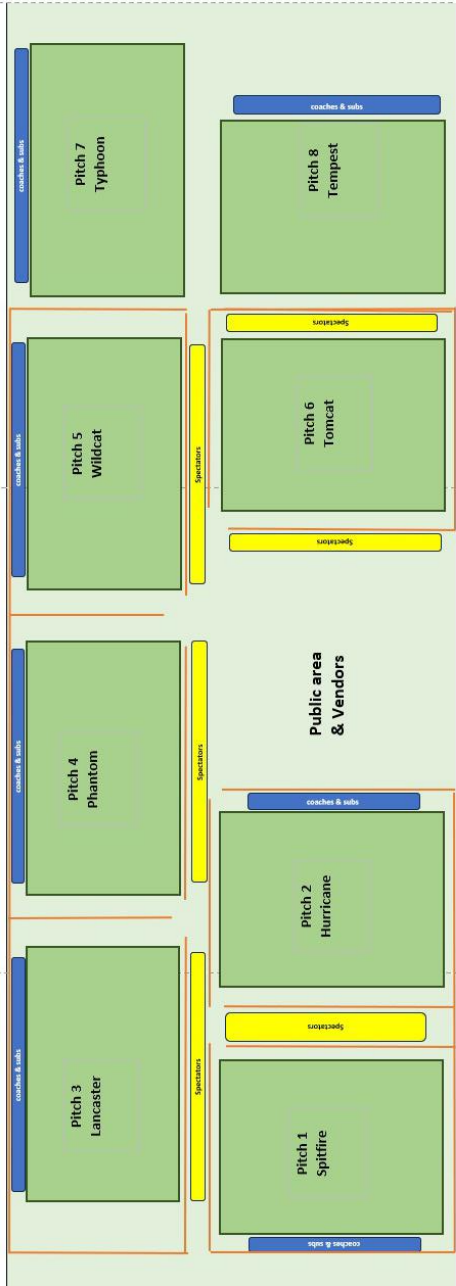 coaches & subs
Pitch 7
Typhoon
coaches & subs
Pitch 8
Tempest
coaches & subs
Pitch 5
Wildcat
Spectators
Spectators
Pitch 6
Tomcat
Spectators
coaches & subs
Pitch 4
Phantom
Spectators
Public area
& Vendors
coaches & subs
Pitch 2
Hurricane
Spectators
coaches & subs
Pitch 3
Lancaster
Spectators
Pitch 1
Spitfire
coaches & subs